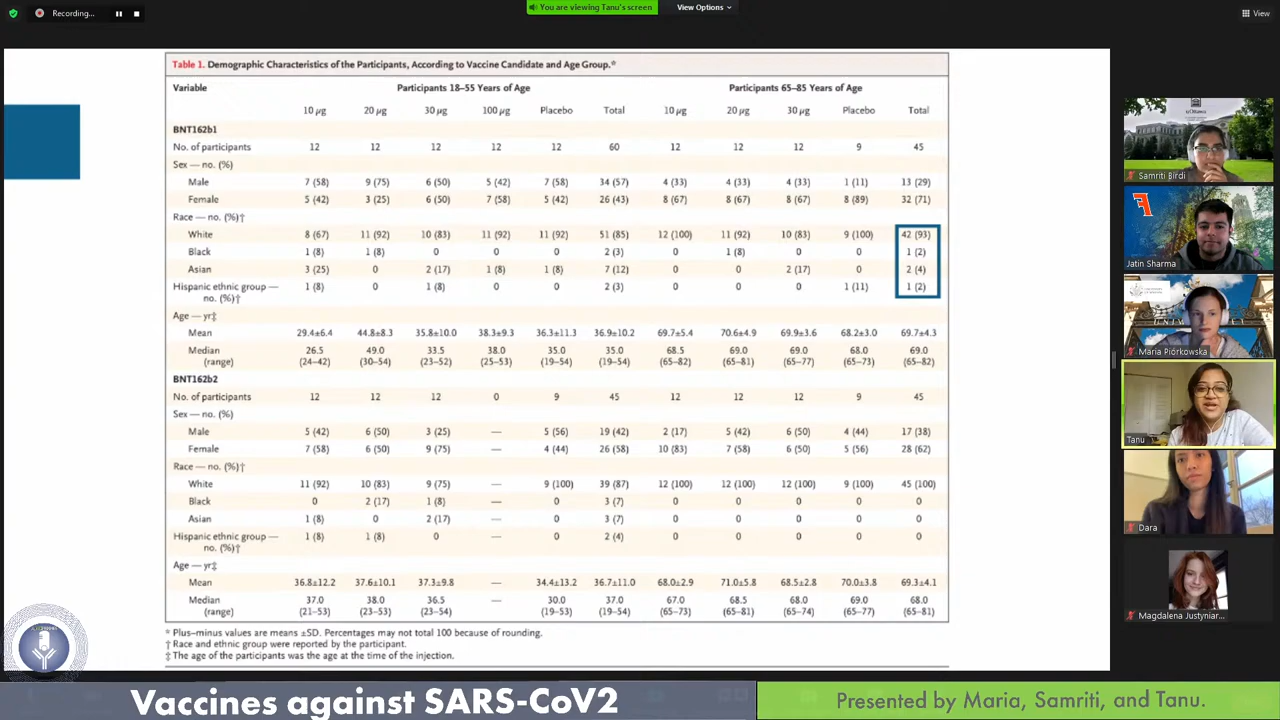 Recording...
You are viewing Tanu's screen
View Options
View
Table 1. Demographic Characteristics of the Participants, According to Vaccine Candidate and Age Group.*
Variable Participants 18–55 Years of Age Participants 65–85 Years of Age
10 μg 20 μg 30 μg 100 μg Placebo Total 10 μg 20 μg 30 μg Placebo Total
BNT162b1
No. of participants 12 12 12 12 12 60 12 12 12 9 45
Sex — no. (%)
Male 7 (58) 9 (75) 6 (50) 5 (42) 7 (58) 34 (57) 4 (33) 4 (33) 4 (33) 1 (11) 13 (29)
Female 5 (42) 3 (25) 6 (50) 7 (58) 5 (42) 26 (43) 8 (67) 8 (67) 8 (67) 8 (89) 32 (71)
Race — no. (%)†
White 8 (67) 11 (92) 10 (83) 11 (92) 11 (92) 51 (85) 12 (100) 11 (92) 10 (83) 9 (100) 42 (93)
Black 1 (8) 1 (8) 0 0 0 2 (3) 0 1 (8) 0 0 1 (2)
Asian 3 (25) 0 2 (17) 1 (8) 1 (8) 7 (12) 0 0 2 (17) 0 2 (4)
Hispanic ethnic group — 1 (8) 0 1 (8) 0 0 2 (3) 0 0 0 1 (11) 1 (2)
no. (%)†
Age — yr‡
Mean 29.4±6.4 44.8±8.3 35.8±10.0 38.3±9.3 36.3±11.3 36.9±10.2 69.7±5.4 70.6±4.9 69.9±3.6 68.2±3.0 69.7±4.3
Median 26.5 49.0 33.5 38.0 35.0 35.0 68.5 69.0 69.0 68.0 69.0
(range) (24–42) (30–54) (23–52) (25–53) (19–54) (19–54) (65–82) (65–81) (65–77) (65–73) (65–82)
BNT162b2
No. of participants 12 12 12 0 9 45 12 12 12 9 45
Sex — no. (%)
Male 5 (42) 6 (50) 3 (25) — 5 (56) 19 (42) 2 (17) 5 (42) 6 (50) 4 (44) 17 (38)
Female 7 (58) 6 (50) 9 (75) — 4 (44) 26 (58) 10 (83) 7 (58) 6 (50) 5 (56) 28 (62)
Race — no. (%)†
White 11 (92) 10 (83) 9 (75) — 9 (100) 39 (87) 12 (100) 12 (100) 12 (100) 9 (100) 45 (100)
Black 0 2 (17) 1 (8) — 0 3 (7) 0 0 0 0 0
Asian 1 (8) 0 2 (17) — 0 3 (7) 0 0 0 0 0
Hispanic ethnic group — 1 (8) 1 (8) 0 — 0 2 (4) 0 0 0 0 0
no. (%)†
Age — yr‡
Mean 36.8±12.2 37.6±10.1 37.3±9.8 — 34.4±13.2 36.7±11.0 68.0±2.9 71.0±5.8 68.5±2.8 70.0±3.8 69.3±4.1
Median 37.0 38.0 36.5 — 30.0 37.0 67.0 68.5 68.0 69.0 68.0
(range) (21–53) (23–53) (23–54) (19–53) (19–54) (65–73) (65–81) (65–74) (65–77) (65–81)
* Plus–minus values are means ±SD. Percentages may not total 100 because of rounding.
† Race and ethnic group were reported by the participant.
‡ The age of the participants was the age at the time of the injection.
uOttawa
Samriti Birdi
Jatin Sharma
Maria Piórkowska
Tanu
Dara
Magdalena Justyniar...
Vaccines against SARS-CoV2
Presented by Maria, Samriti, and Tanu.